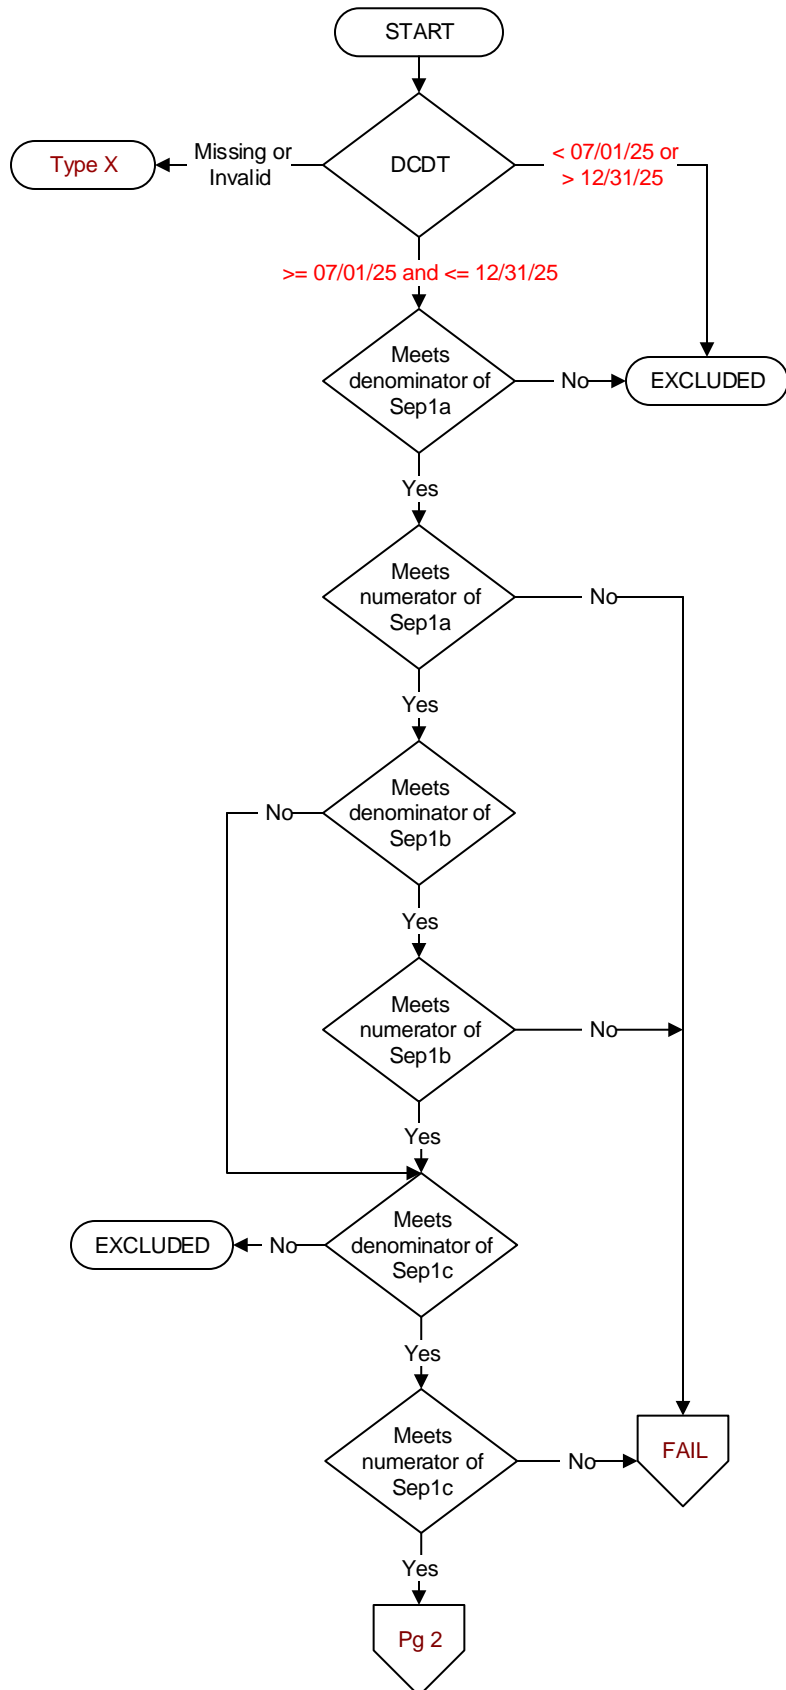 START
DCDT
Missing or
Invalid
Type X
< 07/01/25 or
> 12/31/25
>= 07/01/25 and <= 12/31/25
Meets
denominator of
Sep1a
No
EXCLUDED
Yes
Meets
numerator of
Sep1a
No
Yes
Meets
denominator of
Sep1b
No
Yes
Meets
numerator of
Sep1b
No
Yes
Meets
denominator of
Sep1c
No
EXCLUDED
Yes
Meets
numerator of
Sep1c
No
FAIL
Yes
Pg 2